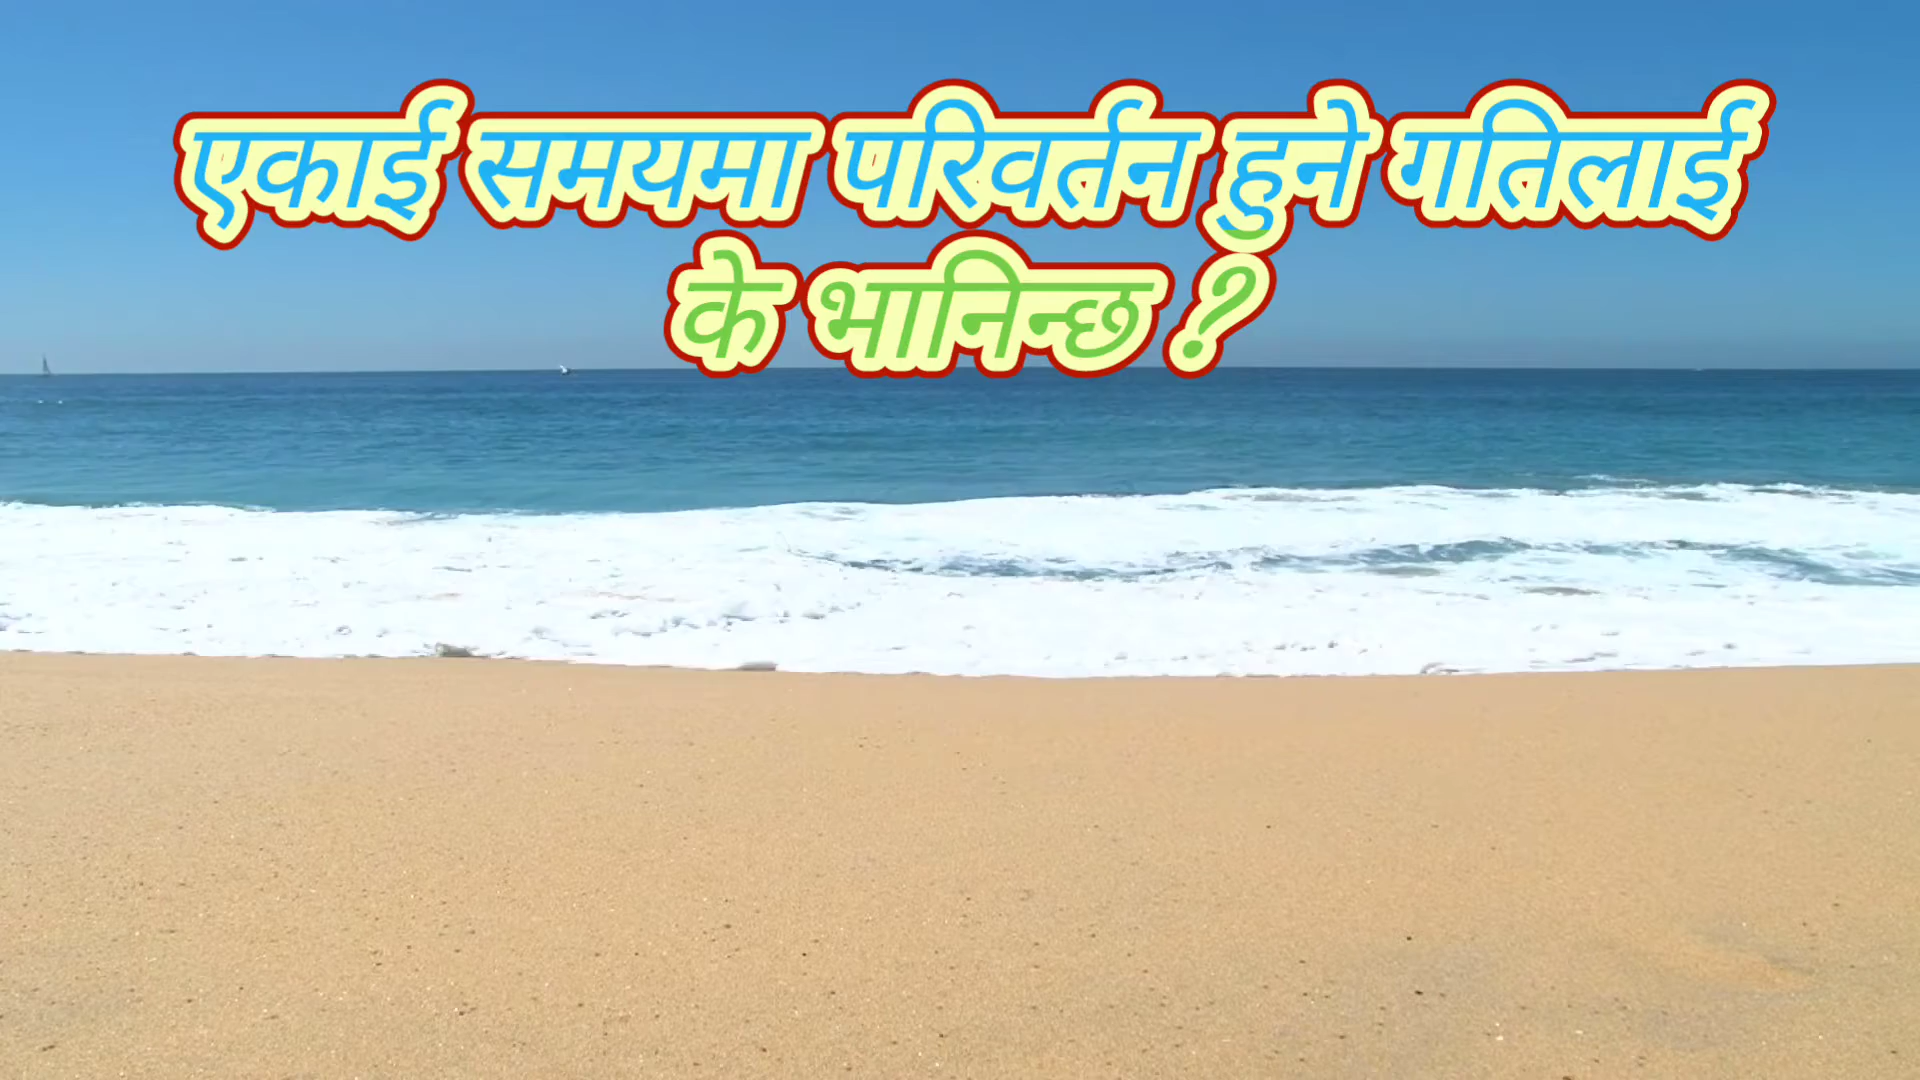 एकाई समयमा परिवर्तन हुने गतिलाई
के भानिन्छ ?